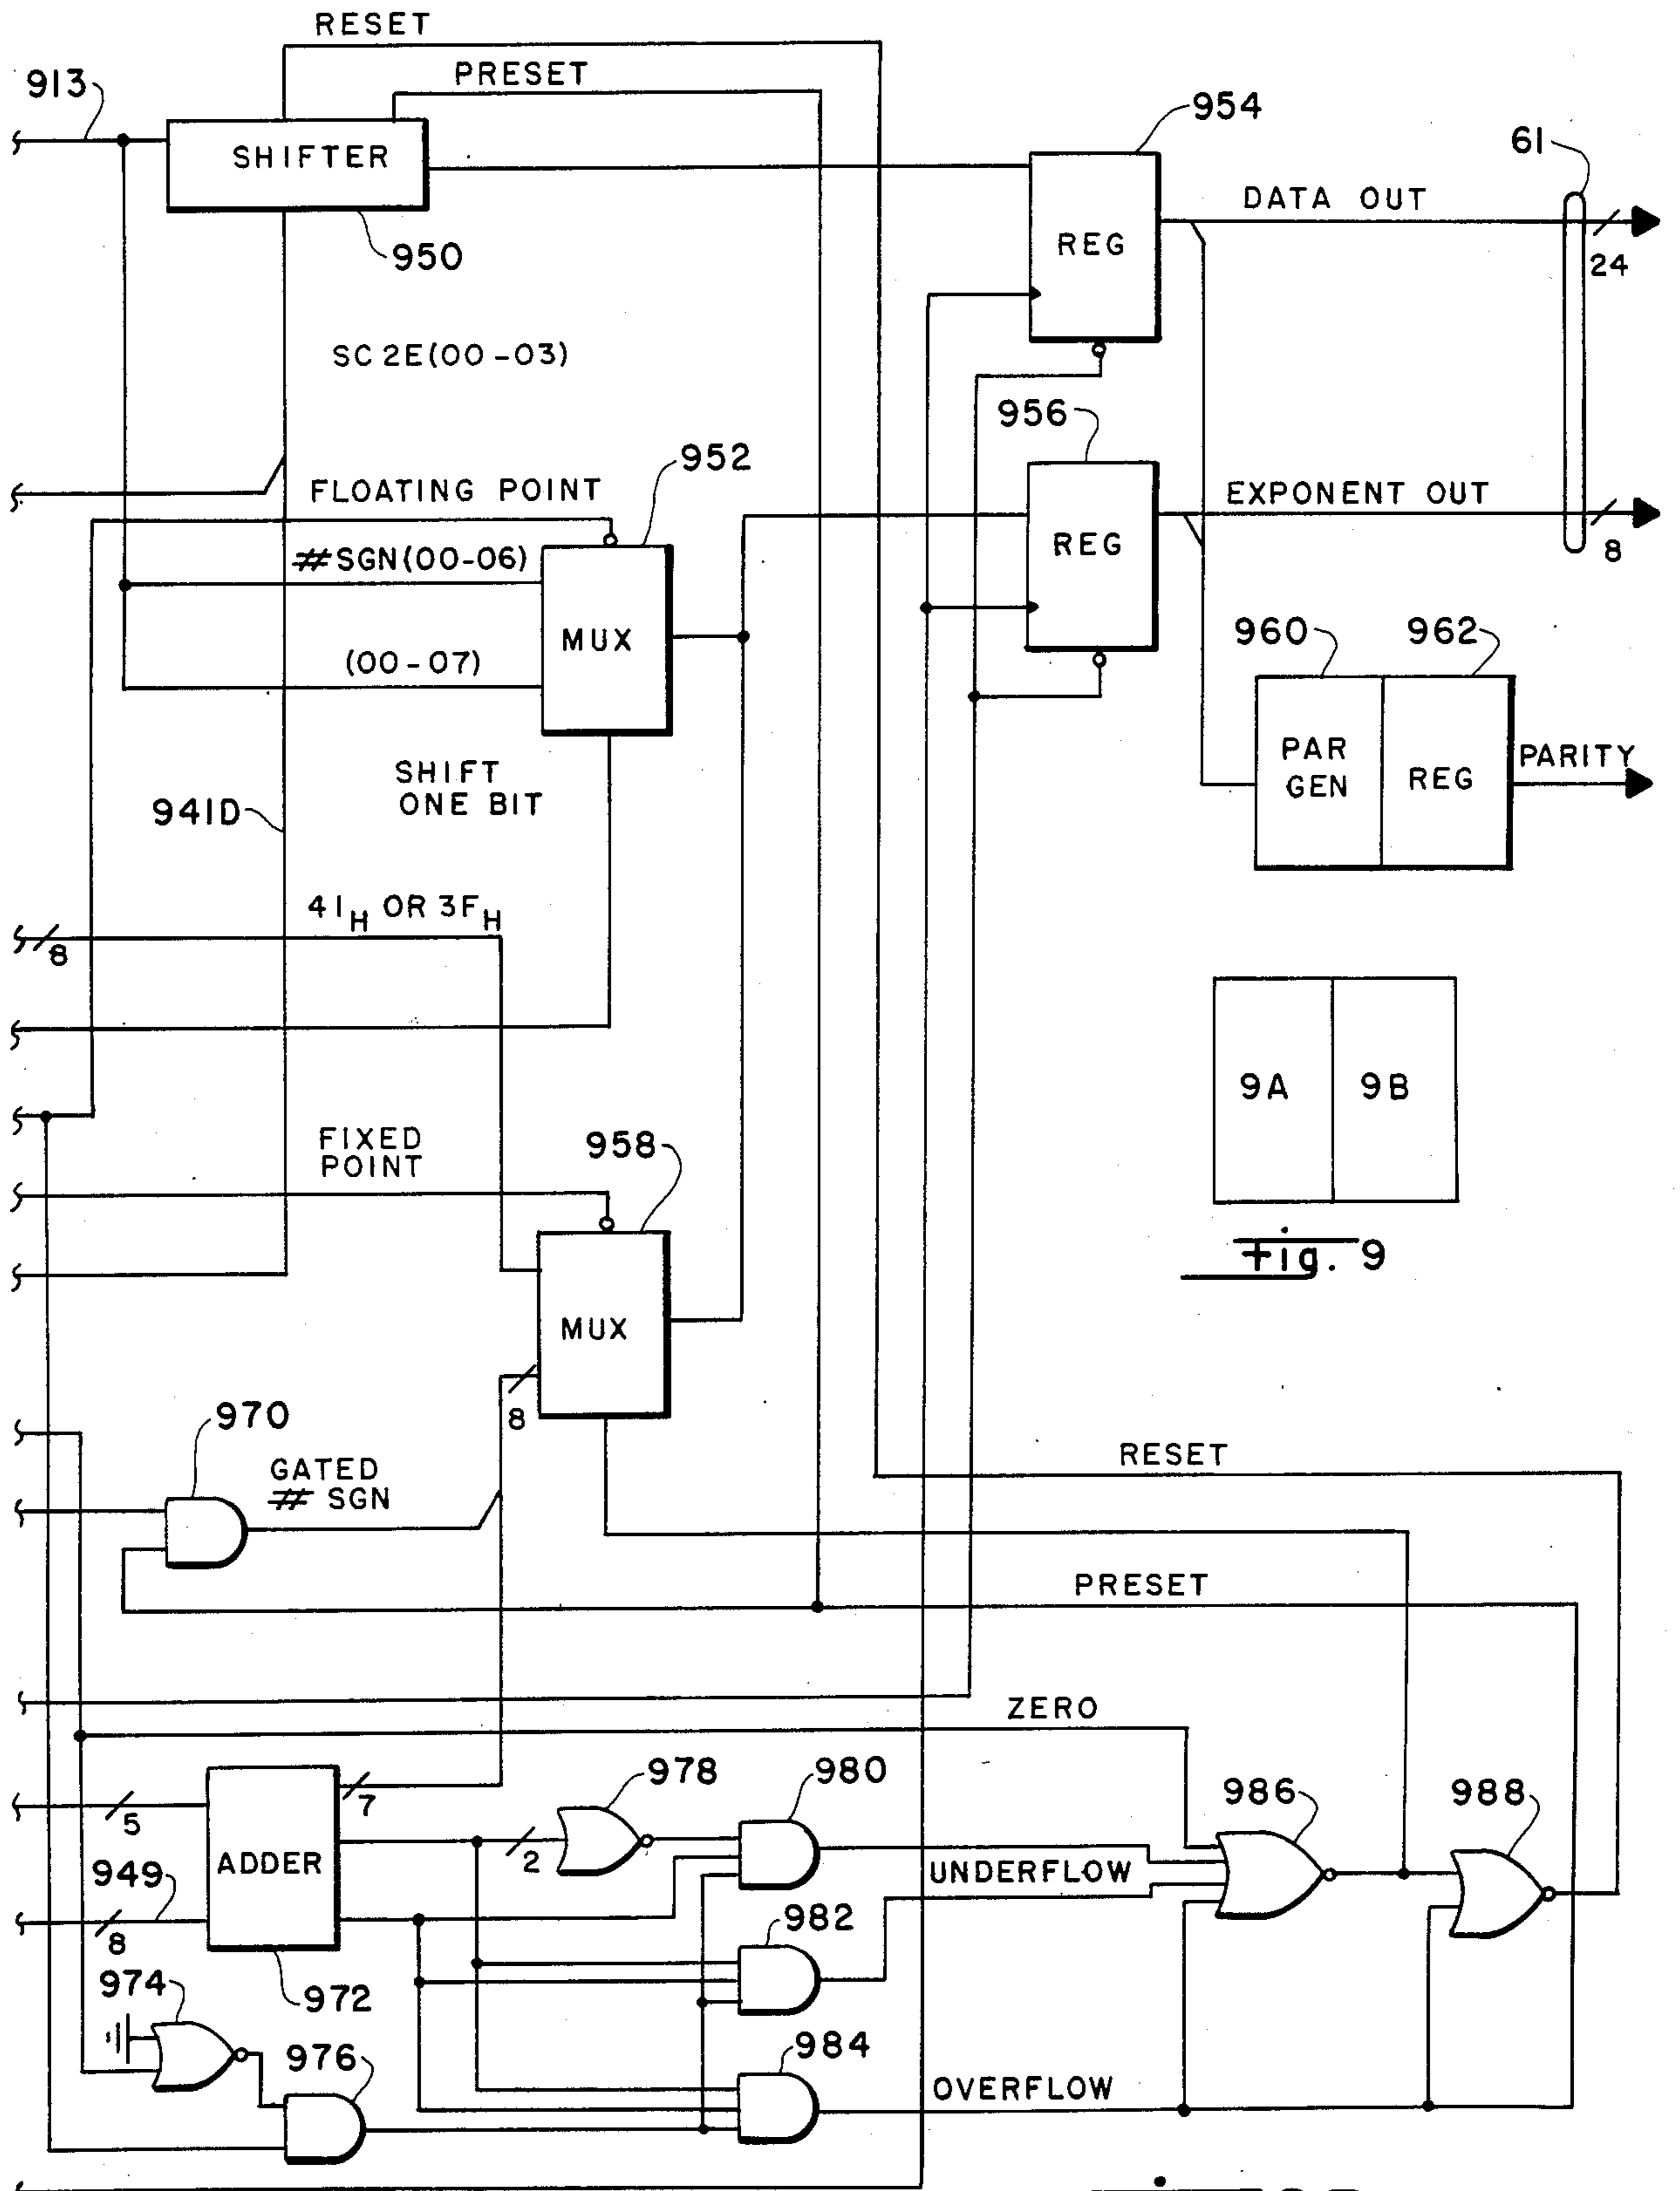 RESET
PRESET
913
SHIFTER
950
954
REG
DATA OUT
61
24
SC 2E(00-03)
952
956
FLOATING POINT
#SGN(00-06)
MUX
(00-07)
REG
EXPONENT OUT
8
960
962
PAR GEN
REG
PARITY
SHIFT
ONE BIT
941D
41H OR 3FH
8
9A
9B
Fig. 9
FIXED
POINT
958
MUX
8
970
GATED
# SGN
RESET
PRESET
ZERO
978
980
986
988
7
5
ADDER
2
949
8
UNDERFLOW
982
972
974
976
984
OVERFLOW